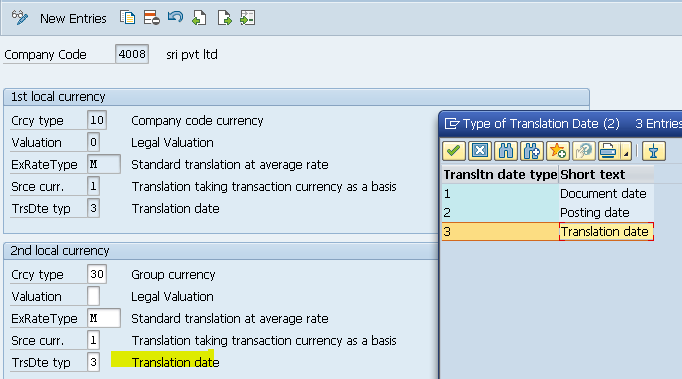 New Entries
Company Code 4008 sri pvt ltd
1st local currency
Crcy type 10 Company code currency
Valuation 0 Legal Valuation
ExRateType M Standard translation at average rate
Srce curr. 1 Translation taking transaction currency as a basis
TrsDte typ 3 Translation date
2nd local currency
Crcy type 30 Group currency
Valuation Legal Valuation
ExRateType M Standard translation at average rate
Srce curr. 1 Translation taking transaction currency as a basis
TrsDte typ 3 Translation date
Type of Translation Date (2) 3 Entries
Transltn date type Short text
1 Document date
2 Posting date
3 Translation date